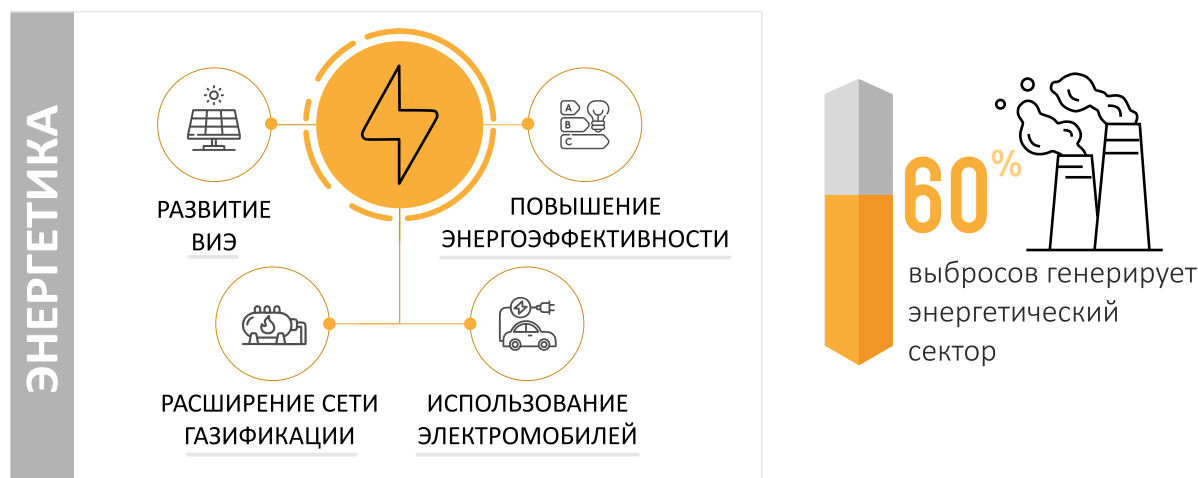 ЭНЕРГЕТИКА
РАЗВИТИЕ
ВИЭ
A
B
C
ПОВЫШЕНИЕ
ЭНЕРГОЭФФЕКТИВНОСТИ
РАСШИРЕНИЕ СЕТИ
ГАЗИФИКАЦИИ
ИСПОЛЬЗОВАНИЕ
ЭЛЕКТРОМОБИЛЕЙ
60%
выбросов генерирует
энергетический
сектор